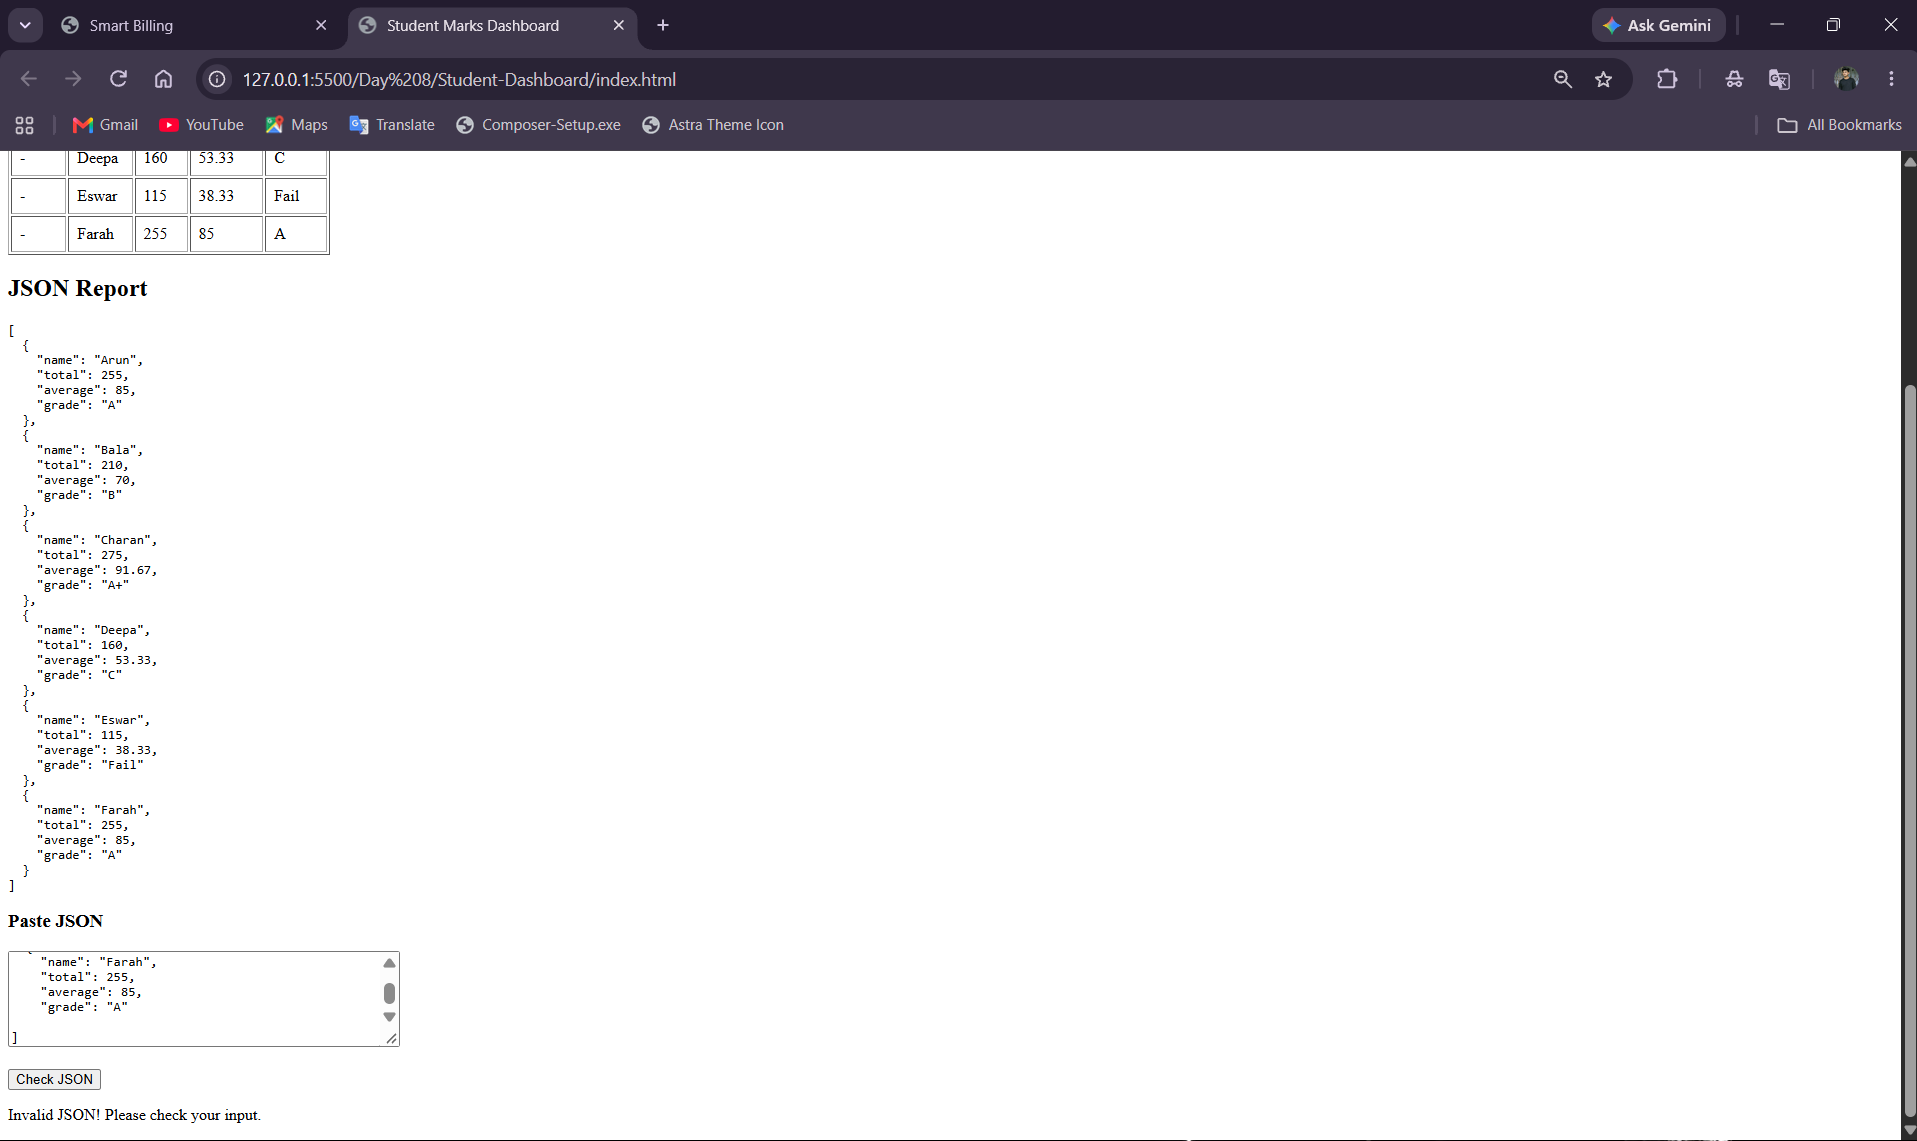 Smart Billing
Student Marks Dashboard
Ask Gemini
127.0.0.1:5500/Day%208/Student-Dashboard/index.html
Gmail
YouTube
Maps
Translate
Composer-Setup.exe
Astra Theme Icon
All Bookmarks
- Deepa 160 53.33 C
- Eswar 115 38.33 Fail
- Farah 255 85 A
JSON Report
[
  {
    "name": "Arun",
    "total": 255,
    "average": 85,
    "grade": "A"
  },
  {
    "name": "Bala",
    "total": 210,
    "average": 70,
    "grade": "B"
  },
  {
    "name": "Charan",
    "total": 275,
    "average": 91.67,
    "grade": "A+"
  },
  {
    "name": "Deepa",
    "total": 160,
    "average": 53.33,
    "grade": "C"
  },
  {
    "name": "Eswar",
    "total": 115,
    "average": 38.33,
    "grade": "Fail"
  },
  {
    "name": "Farah",
    "total": 255,
    "average": 85,
    "grade": "A"
  }
]
Paste JSON
    "name": "Farah",
    "total": 255,
    "average": 85,
    "grade": "A"
]
Check JSON
Invalid JSON! Please check your input.